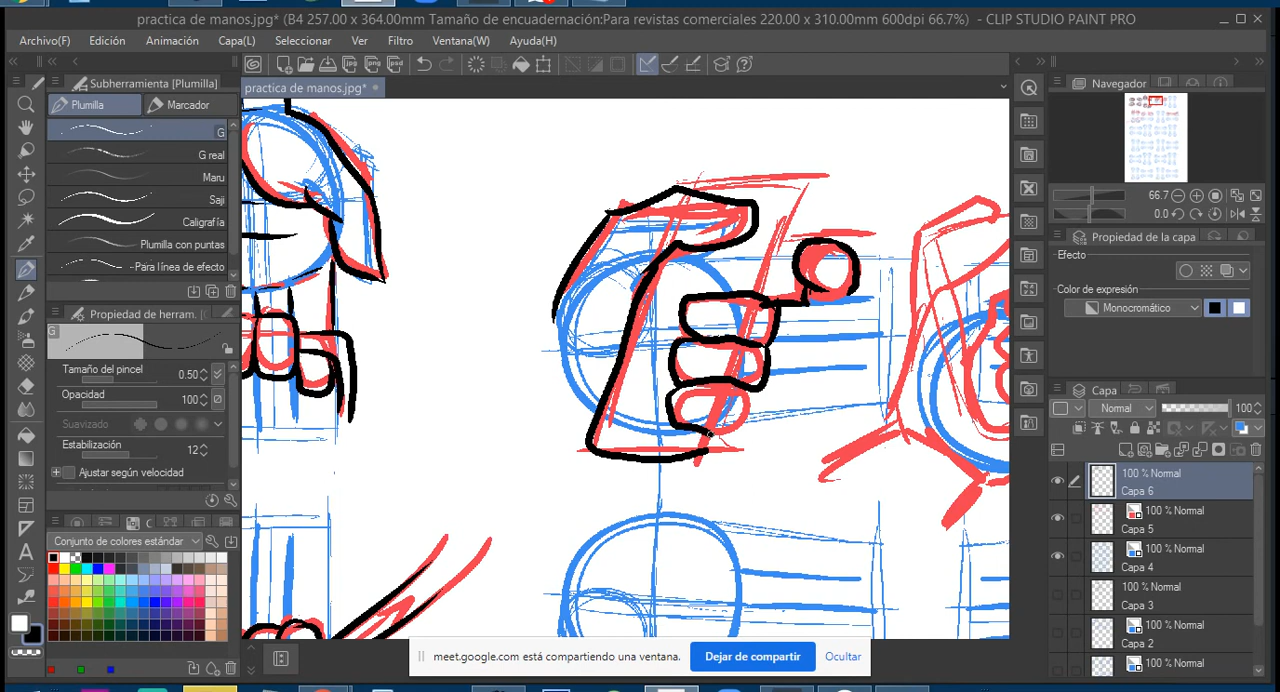 practica de manos.jpg* (B4 257.00 x 364.00mm Tamaño de encuadernación:Para revistas comerciales 220.00 x 310.00mm 600dpi 66.7%) - CLIP STUDIO PAINT PRO
Archivo(F) Edición Animación Capa(L) Seleccionar Ver Filtro Ventana(W) Ayuda(H)
Subherramienta [Plumilla]
practica de manos.jpg*
Navegador
Plumilla Marcador
G
G real
Maru
Saji
Caligrafía
Plumilla con puntas
Para línea de efecto
66.7
0.0
Propiedad de la capa
Efecto
Color de expresión
Monocromático
Propiedad de herram. [
G
Tamaño del pincel 0.50
Opacidad 100
Suavizado
Estabilización 12
Ajustar según velocidad
Capa
Normal 100
100 % Normal
Capa 6
100 % Normal
Capa 5
100 % Normal
Capa 4
100 % Normal
Capa 3
100 % Normal
Capa 2
100 % Normal
Conjunto de colores estándar
meet.google.com está compartiendo una ventana. Dejar de compartir Ocultar